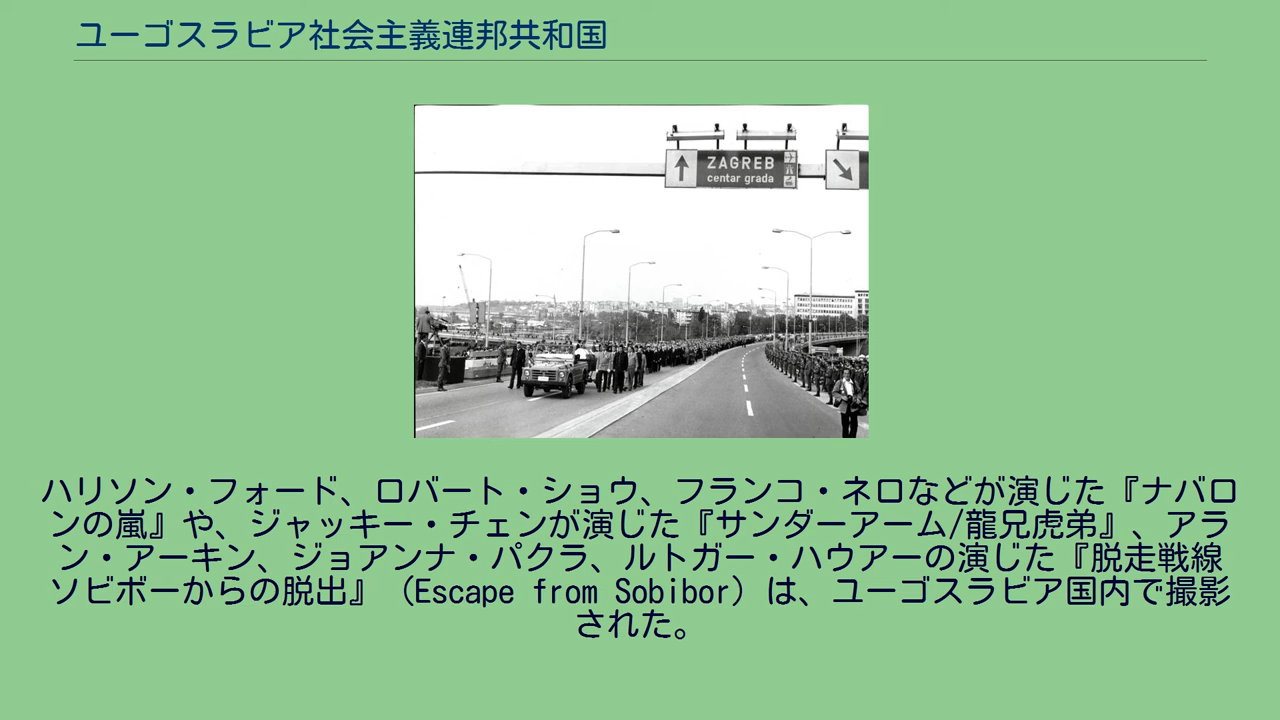 ユーゴスラビア社会主義連邦共和国
ZAGREB
centar grada
ハリソン・フォード、ロバート・ショウ、フランコ・ネロなどが演じた『ナバロ
ンの嵐』や、ジャッキー・チェンが演じた『サンダーアーム/龍兄虎弟』、アラ
ン・アーキン、ジョアンナ・パクラ、ルトガー・ハウアーの演じた『脱走戦線
ソビボーからの脱出』（Escape from Sobibor）は、ユーゴスラビア国内で撮影
された。